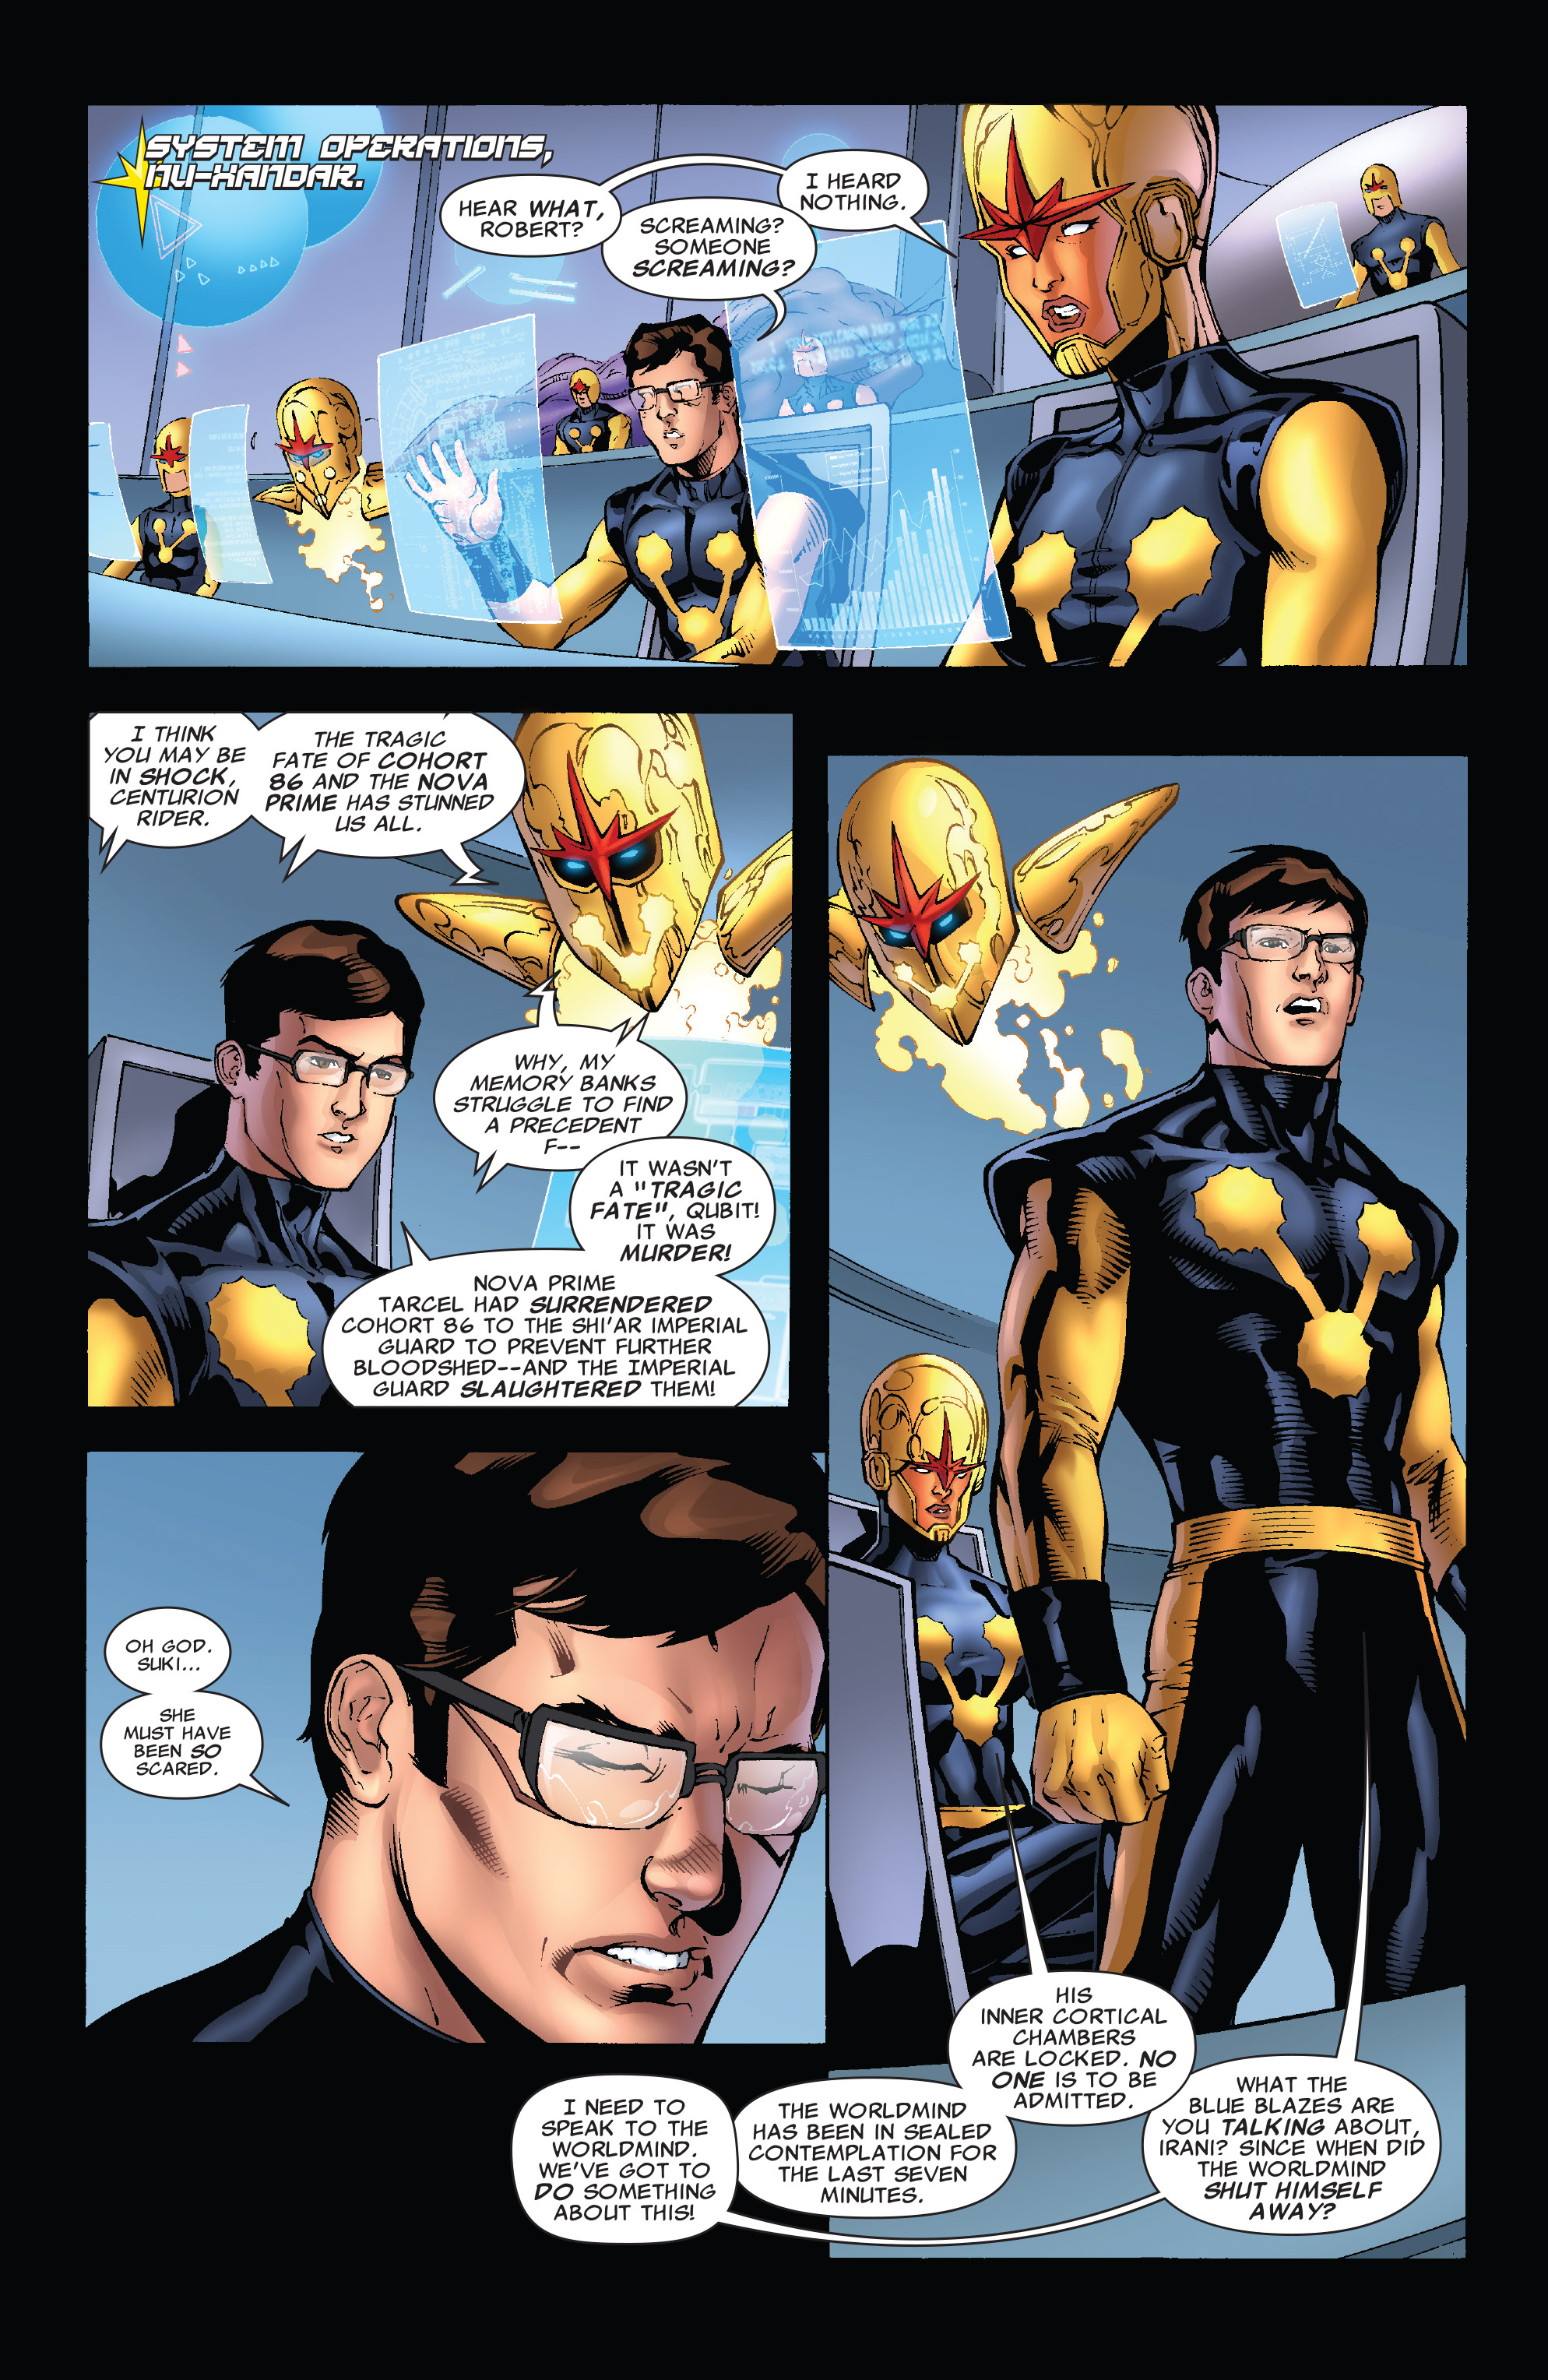 SYSTEM OPERATIONS,
NU-XANDAR.
HEAR WHAT,
ROBERT?
SCREAMING?
SOMEONE
SCREAMING?
I HEARD
NOTHING.
I THINK
YOU MAY BE
IN SHOCK,
CENTURION
RIDER.
THE TRAGIC
FATE OF COHORT
86 AND THE NOVA
PRIME HAS STUNNED
US ALL.
WHY, MY
MEMORY BANKS
STRUGGLE TO FIND
A PRECEDENT
F--
IT WASN'T
A "TRAGIC
FATE", QUBIT!
IT WAS
MURDER!
NOVA PRIME
TARCEL HAD SURRENDERED
COHORT 86 TO THE SHI'AR IMPERIAL
GUARD TO PREVENT FURTHER
BLOODSHED--AND THE IMPERIAL
GUARD SLAUGHTERED THEM!
OH GOD.
SUKI...
SHE
MUST HAVE
BEEN SO
SCARED.
I NEED TO
SPEAK TO THE
WORLDMIND.
WE'VE GOT TO
DO SOMETHING
ABOUT THIS!
THE WORLDMIND
HAS BEEN IN SEALED
CONTEMPLATION FOR
THE LAST SEVEN
MINUTES.
HIS
INNER CORTICAL
CHAMBERS
ARE LOCKED. NO
ONE IS TO BE
ADMITTED.
WHAT THE
BLUE BLAZES ARE
YOU TALKING ABOUT,
IRANI? SINCE WHEN DID
THE WORLDMIND
SHUT HIMSELF
AWAY?